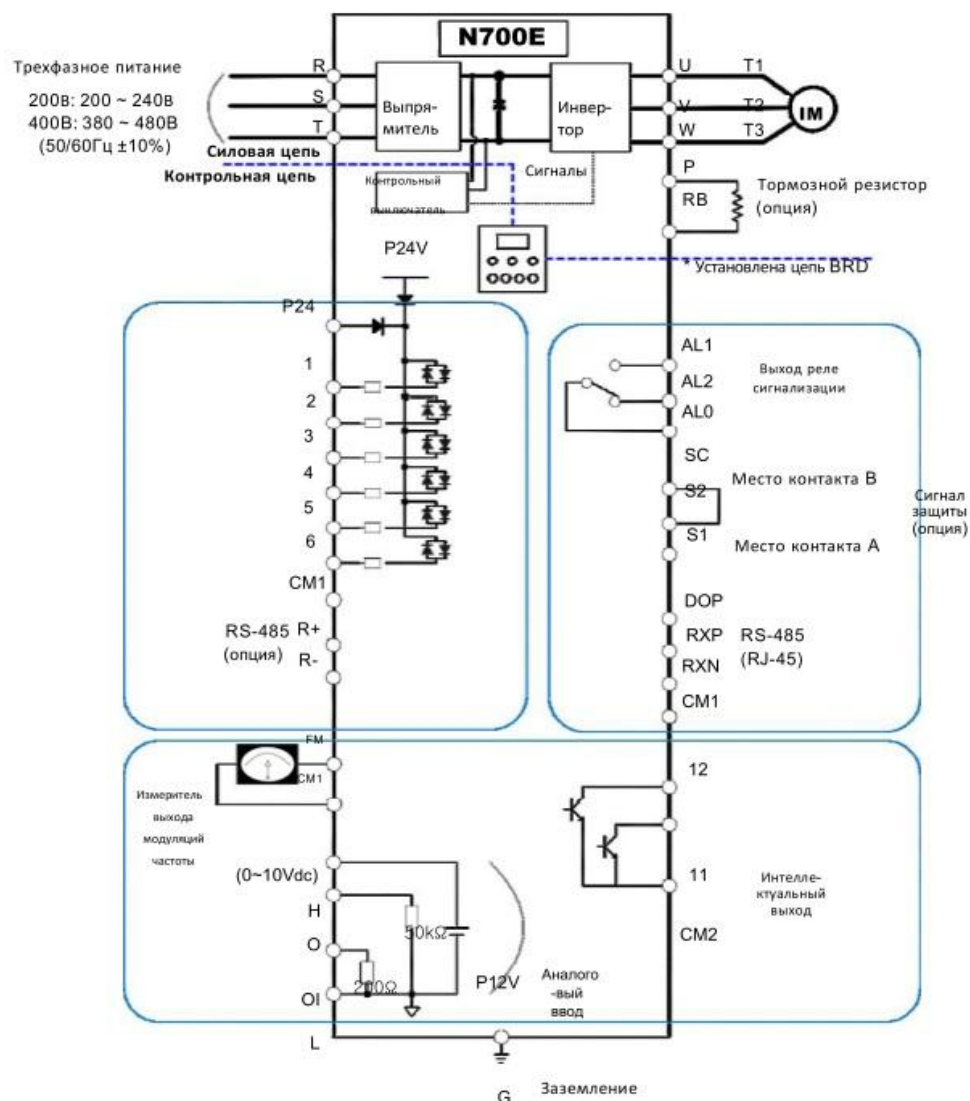 N700E
Трехфазное питание
200в: 200 ~ 240в
400В: 380 ~ 480В
(50/60Гц ±10%)
R
S
T
Выпря-
митель
Инвер-
тор
U
V
W
T1
T2
T3
IM
Силовая цепь
Контрольная цепь
Контрольный
выключатель
Сигналы
P
RB
Тормозной резистор
(опция)
* Установлена цепь BRD
P24V
P24
1
2
3
4
5
6
CM1
RS-485
(опция)
R+
R-
AL1
AL2
AL0
Выход реле
сигнализации
SC
S2
S1
Место контакта B
Место контакта A
Сигнал
защиты
(опция)
DOP
RXP
RXN
CM1
RS-485
(RJ-45)
FM
CM1
Измеритель
выхода
модуляций
частоты
(0~10Vdc)
H
O
OI
L
50kΩ
200Ω
P12V
Аналого
-вый
ввод
12
11
CM2
Интелле-
ктуальный
выход
G
Заземление